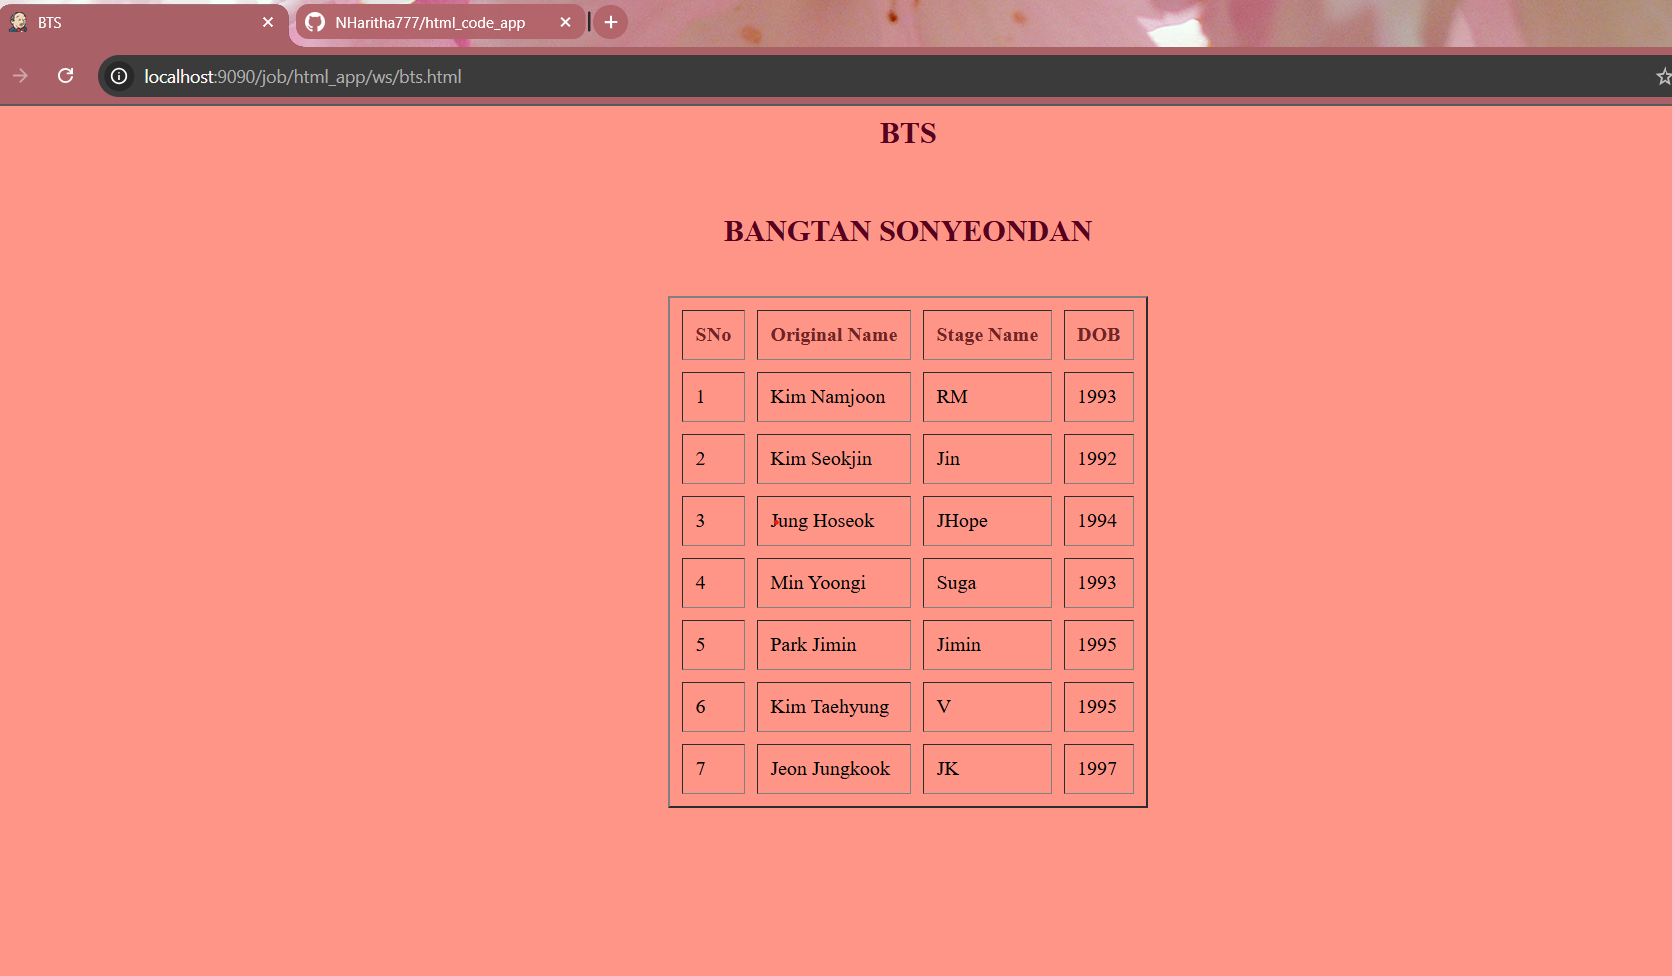 BTS
NHaritha777/html_code_app
localhost:9090/job/html_app/ws/bts.html
BTS
BANGTAN SONYEONDAN
SNo Original Name Stage Name DOB
1 Kim Namjoon RM 1993
2 Kim Seokjin Jin 1992
3 Jung Hoseok JHope 1994
4 Min Yoongi Suga 1993
5 Park Jimin Jimin 1995
6 Kim Taehyung V 1995
7 Jeon Jungkook JK 1997